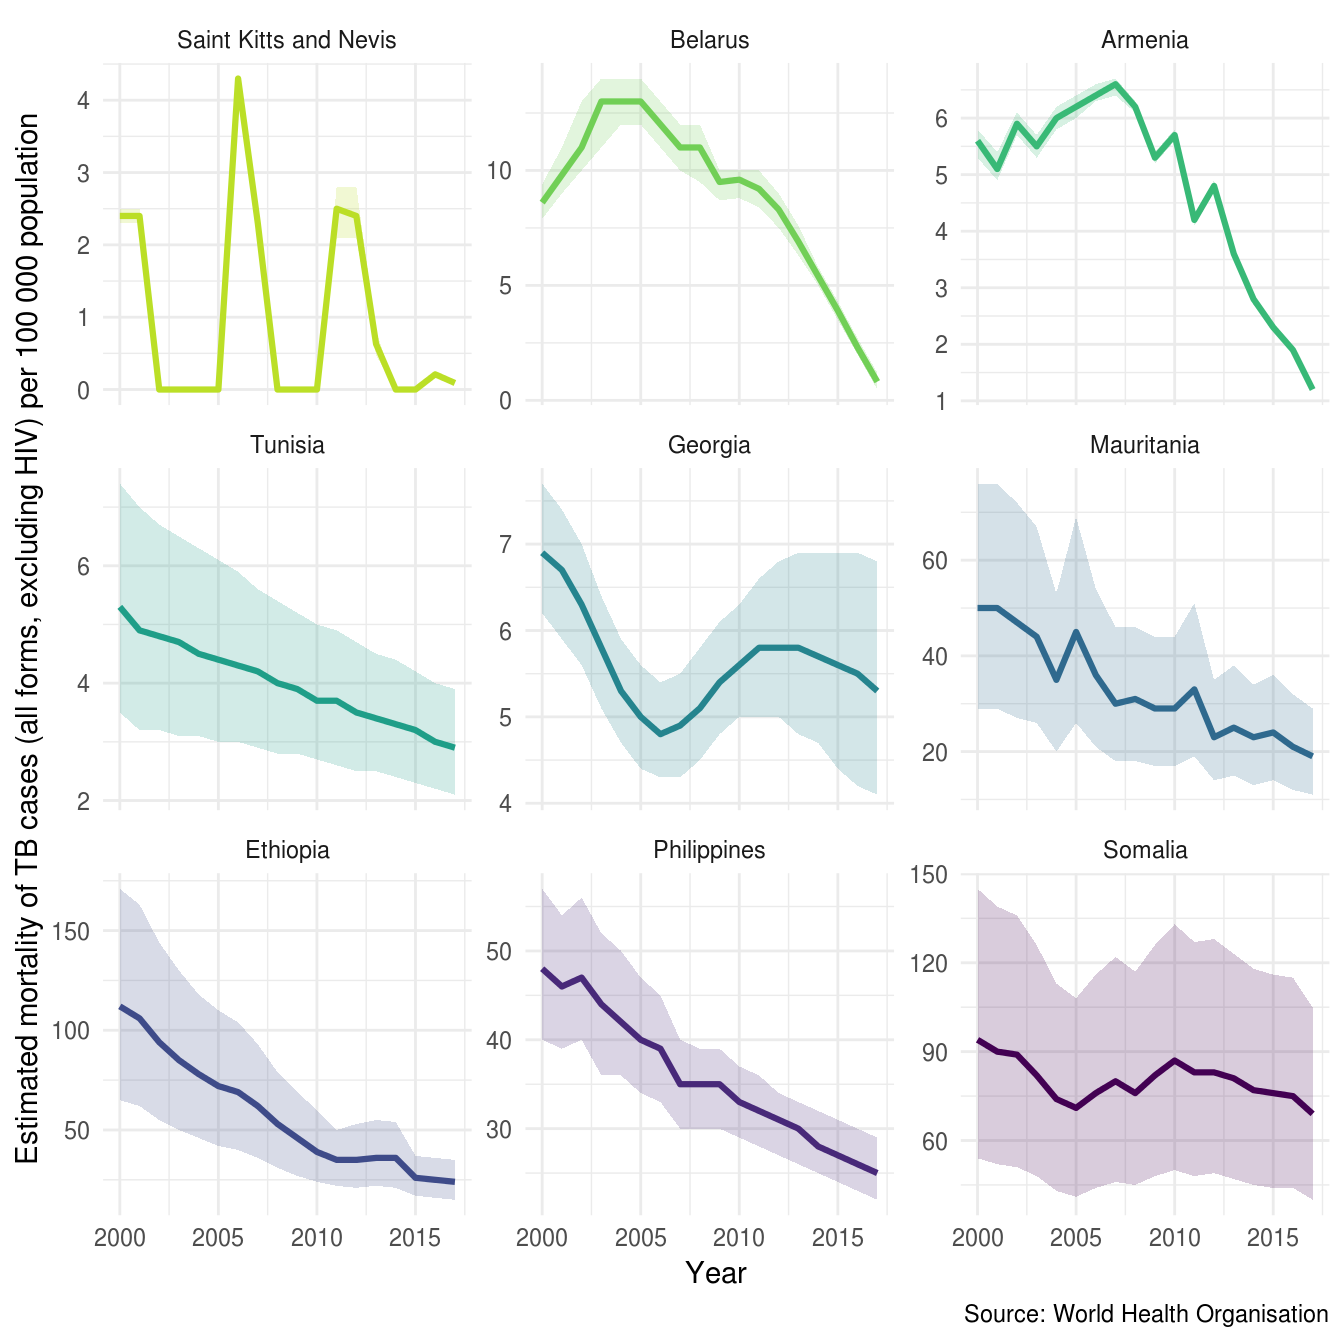 Estimated mortality of TB cases (all forms, excluding HIV) per 100 000 population
Saint Kitts and Nevis
4
3
2
1
0
Belarus
10
5
0
Armenia
6
5
4
3
2
1
Tunisia
6
4
2
Georgia
7
6
5
4
Mauritania
60
40
20
Ethiopia
150
100
50
2000 2005 2010 2015
Philippines
50
40
30
2000 2005 2010 2015
Somalia
150
120
90
60
2000 2005 2010 2015
Year
Source: World Health Organisation